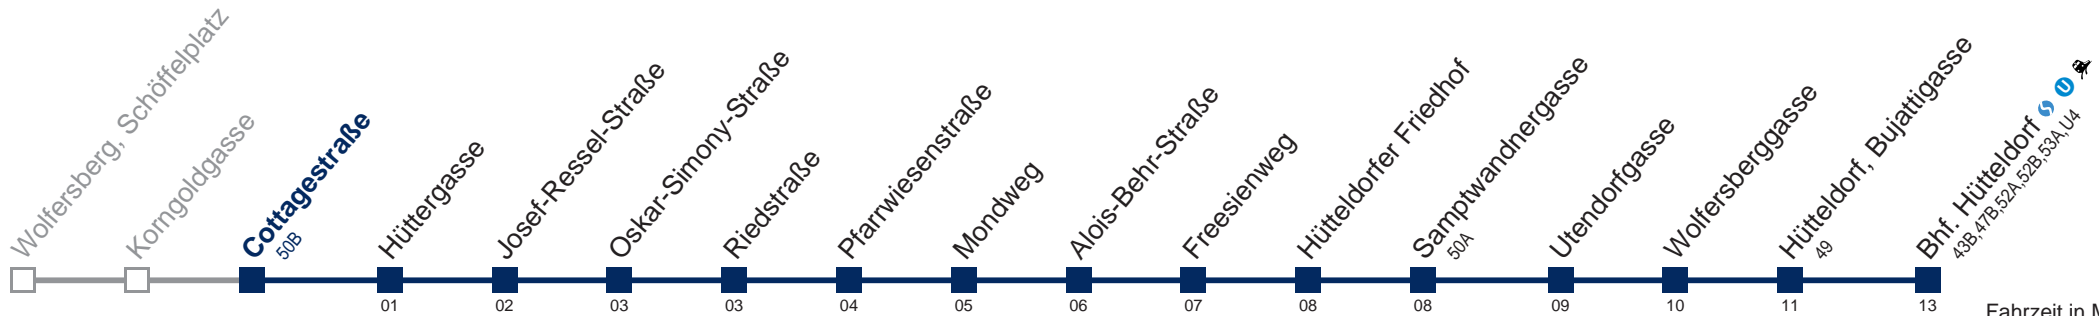 Wolfersberg, Schöffelplatz
Korngoldgasse
Cottagestraße
50B
Hüttergasse
Josef-Ressel-Straße
Oskar-Simony-Straße
Riedstraße
Pfarrwiesenstraße
Mondweg
Alois-Behr-Straße
Freesienweg
Hütteldorfer Friedhof
Samptwandnergasse
50A
Utendorfgasse
Wolfersberggasse
Hütteldorf, Bujattigasse
49
Bhf. Hütteldorf S U
43B,47B,52A,52B,53A,U4
01 02 03 03 04 05 06 07 08 08 09 10 11 13
Fahrzeit in M